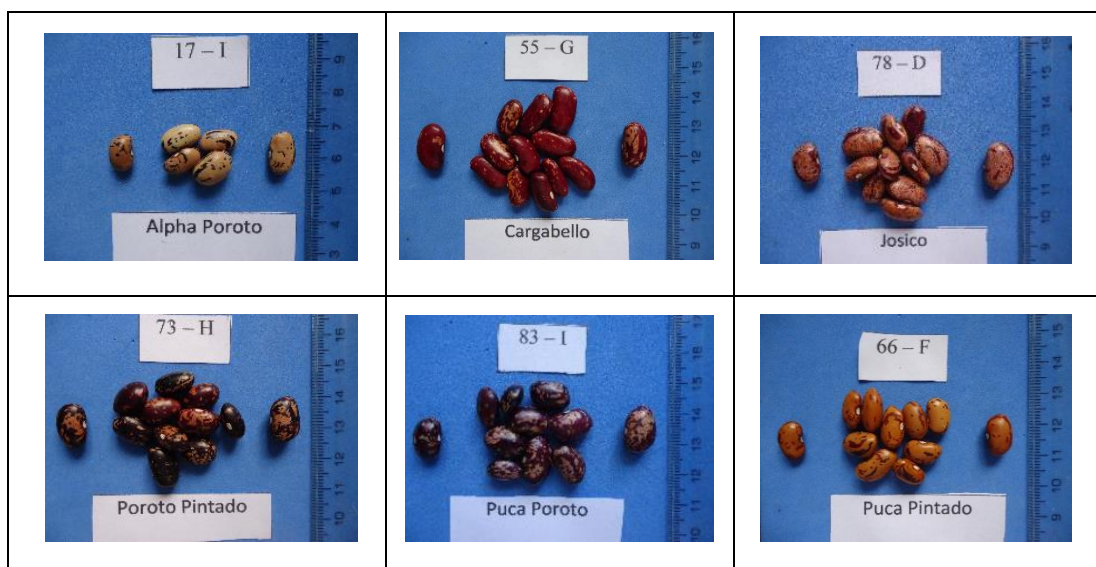 17 – I
Alpha Poroto
55 – G
Cargabello
78 – D
Josico
73 – H
Poroto Pintado
83 – I
Puca Poroto
66 – F
Puca Pintado